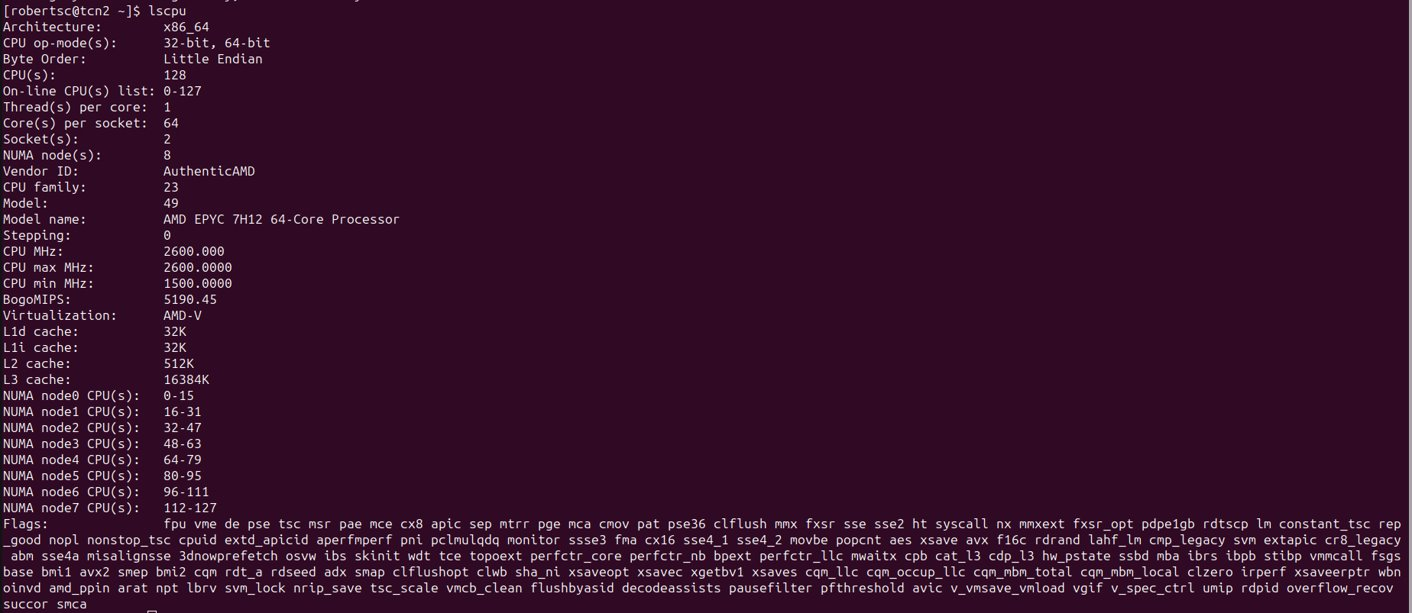 [robertsc@tcn2 ~]$ lscpu
Architecture:        x86_64
CPU op-mode(s):      32-bit, 64-bit
Byte Order:          Little Endian
CPU(s):              128
On-line CPU(s) list: 0-127
Thread(s) per core:  1
Core(s) per socket:  64
Socket(s):           2
NUMA node(s):        8
Vendor ID:           AuthenticAMD
CPU family:          23
Model:               49
Model name:          AMD EPYC 7H12 64-Core Processor
Stepping:            0
CPU MHz:             2600.000
CPU max MHz:         2600.0000
CPU min MHz:         1500.0000
BogoMIPS:            5190.45
Virtualization:      AMD-V
L1d cache:           32K
L1i cache:           32K
L2 cache:            512K
L3 cache:            16384K
NUMA node0 CPU(s):   0-15
NUMA node1 CPU(s):   16-31
NUMA node2 CPU(s):   32-47
NUMA node3 CPU(s):   48-63
NUMA node4 CPU(s):   64-79
NUMA node5 CPU(s):   80-95
NUMA node6 CPU(s):   96-111
NUMA node7 CPU(s):   112-127
Flags:               fpu vme de pse tsc msr pae mce cx8 apic sep mtrr pge mca cmov pat pse36 clflush mmx fxsr sse sse2 ht syscall nx mmxext fxsr_opt pdpe1gb rdtscp lm constant_tsc rep
_good nopl nonstop_tsc cpuid extd_apicid aperfmperf pni pclmulqdq monitor ssse3 fma cx16 sse4_1 sse4_2 movbe popcnt aes xsave avx f16c rdrand lahf_lm cmp_legacy svm extapic cr8_legacy
_abm sse4a misalignsse 3dnowprefetch osvw ibs skinit wdt tce topoext perfctr_core perfctr_nb bpext perfctr_llc mwaitx cpb cat_l3 cdp_l3 hw_pstate ssbd mba ibrs ibpb stibp vmmcall fsgs
base bmi1 avx2 smep bmi2 cqm rdt_a rdseed adx smap clflushopt clwb sha_ni xsaveopt xsavec xgetbv1 xsaves cqm_llc cqm_occup_llc cqm_mbm_total cqm_mbm_local clzero irperf xsaveerptr wbn
oinvd amd_ppin arat npt lbrv svm_lock nrip_save tsc_scale vmcb_clean flushbyasid decodeassists pausefilter pfthreshold avic v_vmsave_vmload vgif v_spec_ctrl umip rdpid overflow_recov
succor smca